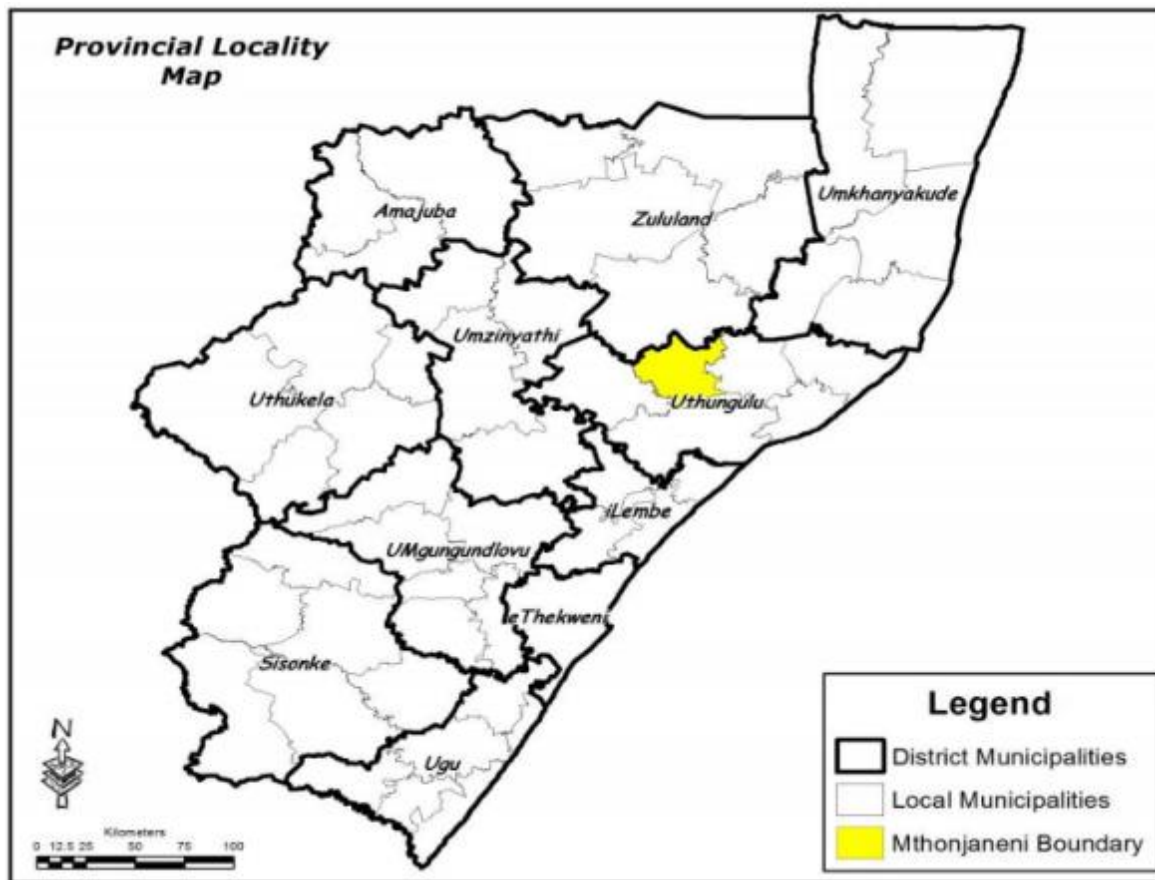 Provincial Locality
Map
Umkhanyakude
Amajuba
Zululand
Umzinyathi
Uthukela
Uthungulu
iLembe
UMgungundlovu
eThekweni
Sisonke
Ugu
N
Kilometers
0 12.5 25 50 75 100
Legend
District Municipalities
Local Municipalities
Mthonjaneni Boundary